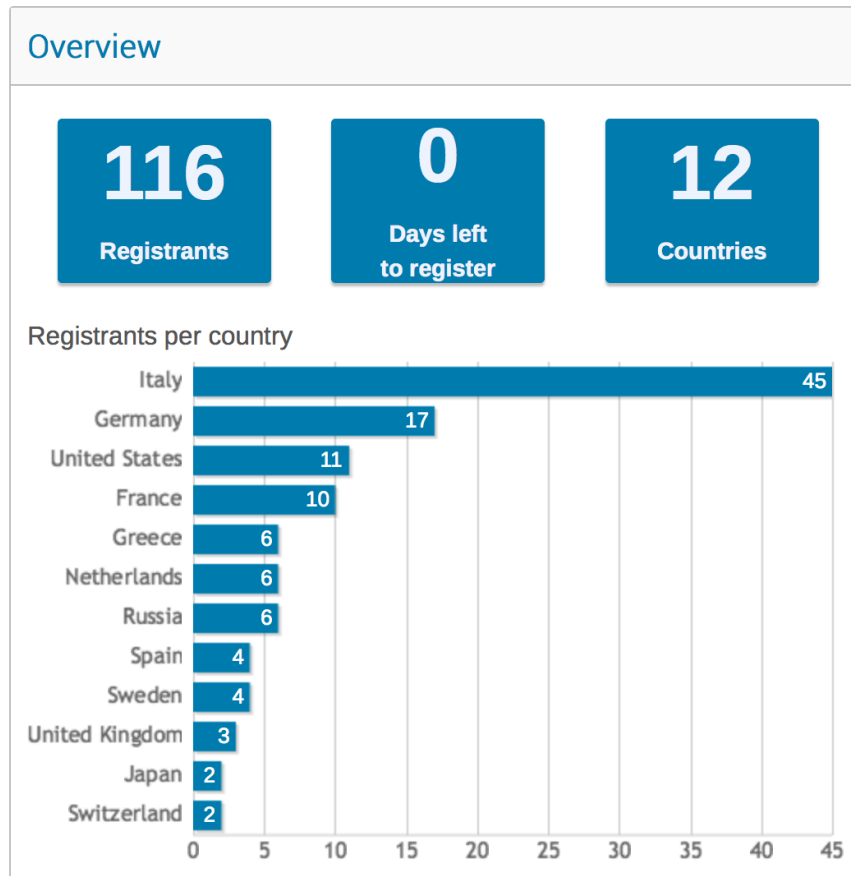 Overview
116
Registrants
0
Days left
to register
12
Countries
Registrants per country
Italy 45
Germany 17
United States 11
France 10
Greece 6
Netherlands 6
Russia 6
Spain 4
Sweden 4
United Kingdom 3
Japan 2
Switzerland 2
0 5 10 15 20 25 30 35 40 45